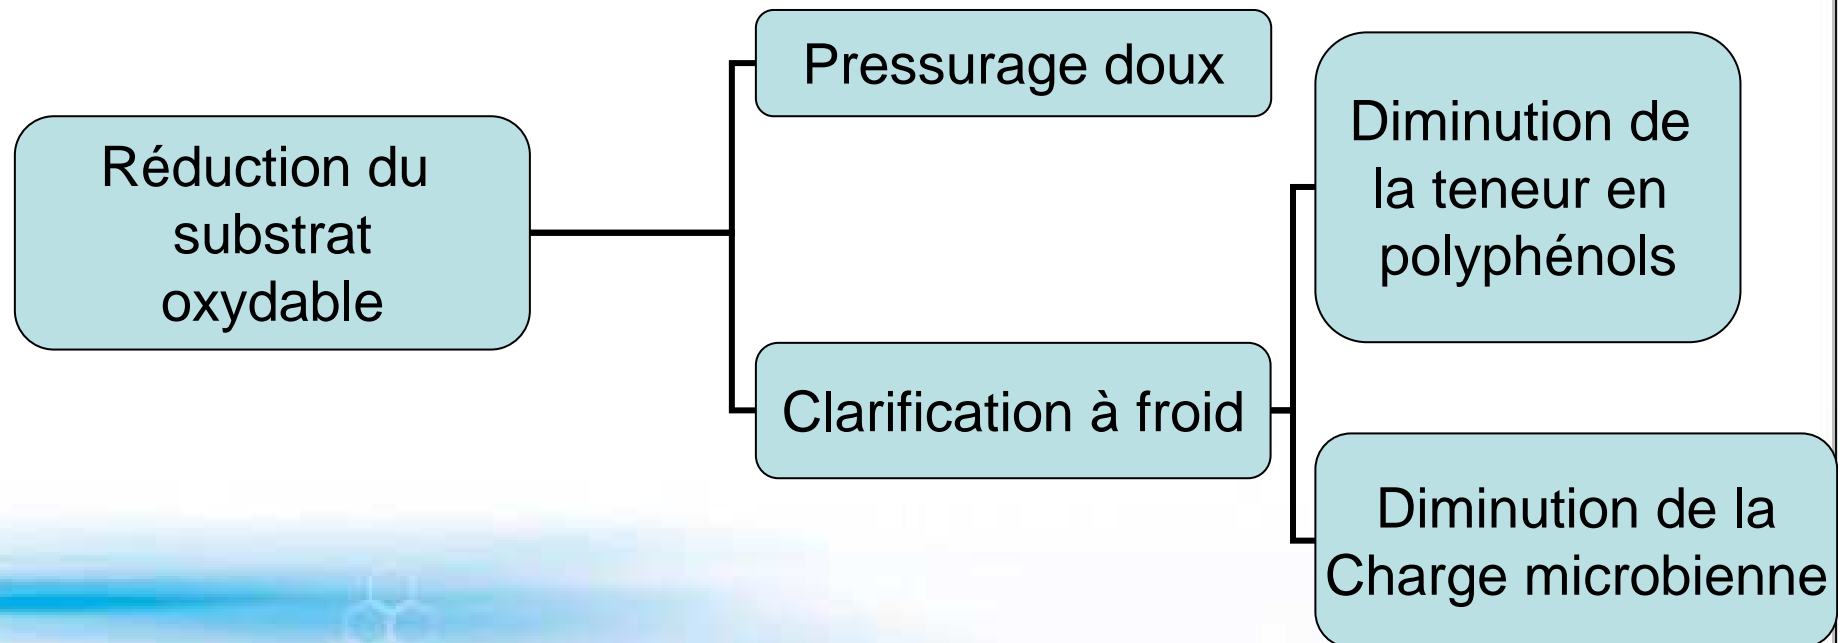 Réduction du
substrat
oxydable
Pressurage doux
Clarification à froid
Diminution de
la teneur en
polyphénols
Diminution de la
Charge microbienne